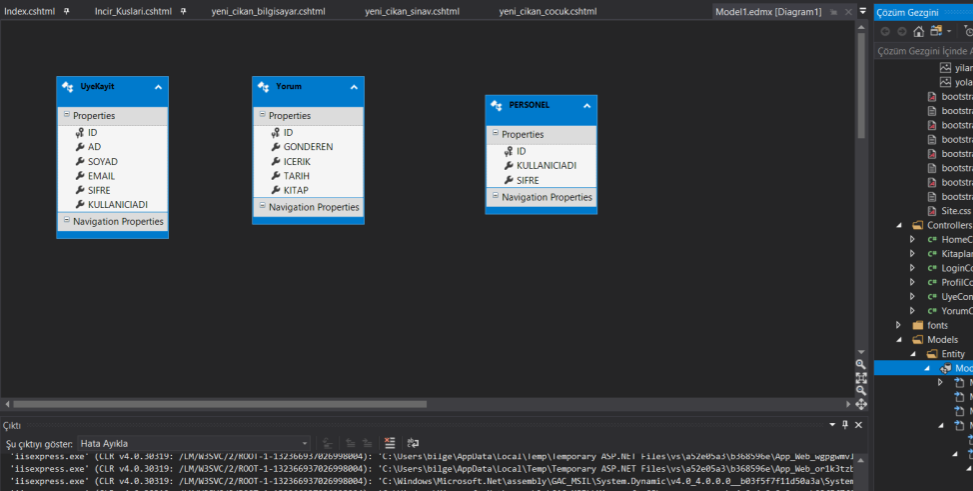 Index.cshtml Incir_Kuslari.cshtml yeni_cikan_bilgisayar.cshtml yeni_cikan_sinav.cshtml yeni_cikan_cocuk.cshtml Model1.edmx [Diagram1]
UyeKayit
Properties
ID
AD
SOYAD
EMAIL
SIFRE
KULLANICIADI
Navigation Properties
Yorum
Properties
ID
GONDEREN
ICERIK
TARIH
KITAP
Navigation Properties
PERSONEL
Properties
ID
KULLANICIADI
SIFRE
Navigation Properties
Çözüm Gezgini
Çözüm Gezgini İçinde A
yilar
yola
bootstra
bootstra
bootstra
bootstra
bootstra
bootstra
bootstra
bootstra
Site.css
Controllers
HomeC
Kitaplar
LoginCo
ProfilCo
UyeCon
YorumC
fonts
Models
Entity
Mod
Çıktı
Şu çıktıyı göster: Hata Ayıkla
'iisexpress.exe' (CLR v4.0.30319: /LM/W3SVC/2/ROOT-1-132366937026998004): 'C:\Users\bilge\AppData\Local\Temp\Temporary ASP.NET Files\vs\a52e05a3\b368596e\App_Web_wgpgwmv1
'iisexpress.exe' (CLR v4.0.30319: /LM/W3SVC/2/ROOT-1-132366937026998004): 'C:\Users\bilge\AppData\Local\Temp\Temporary ASP.NET Files\vs\a52e05a3\b368596e\App_Web_or1k3tzb
'iisexpress.exe' (CLR v4.0.30319: /LM/W3SVC/2/ROOT-1-132366937026998004): 'C:\Windows\Microsoft.Net\assembly\GAC_MSIL\System.Dynamic\v4.0_4.0.0.0__b03f5f7f11d50a3a\System